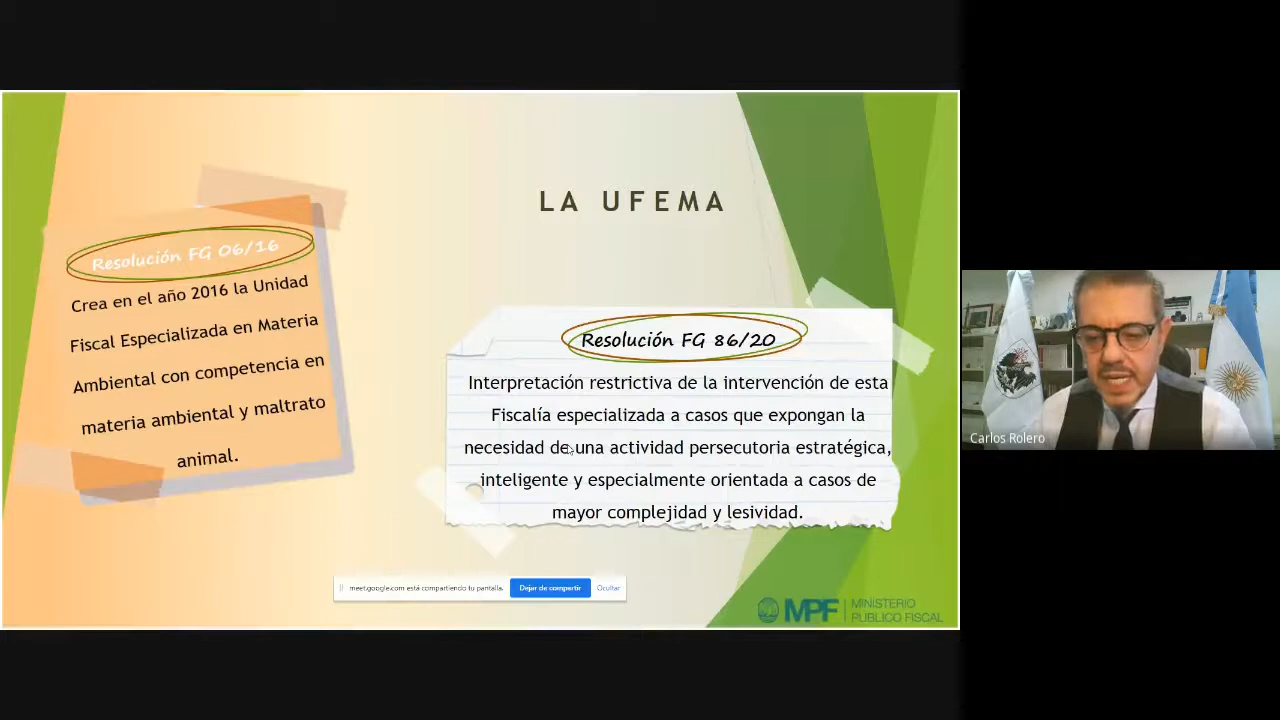 LA UFEMA
Resolución FG 06/16
Crea en el año 2016 la Unidad
Fiscal Especializada en Materia
Ambiental con competencia en
materia ambiental y maltrato
animal.
Resolución FG 86/20
Interpretación restrictiva de la intervención de esta
Fiscalía especializada a casos que expongan la
necesidad de una actividad persecutoria estratégica,
inteligente y especialmente orientada a casos de
mayor complejidad y lesividad.
meet.google.com está compartiendo tu pantalla.
Dejar de compartir
Ocultar
MPF
MINISTERIO
PÚBLICO FISCAL
Carlos Rolero